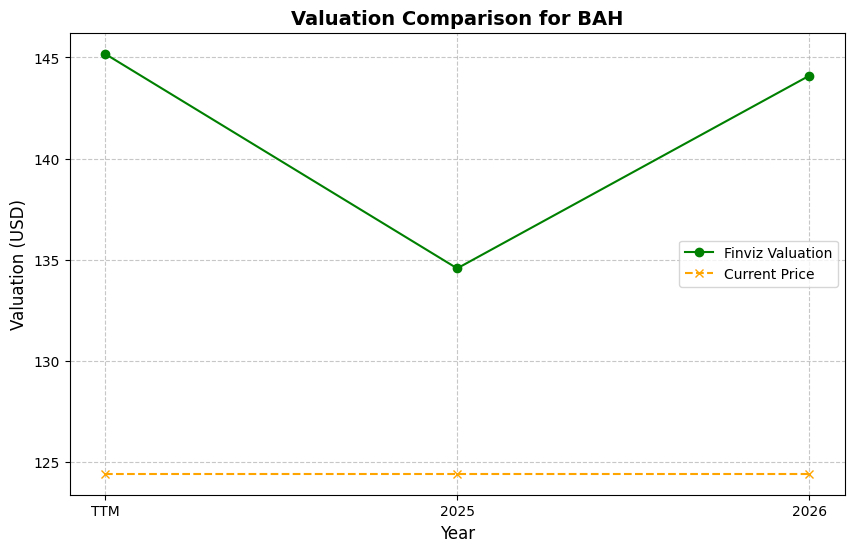 Valuation Comparison for BAH
145
140
135
130
125
Valuation (USD)
Finviz Valuation
Current Price
TTM
2025
2026
Year